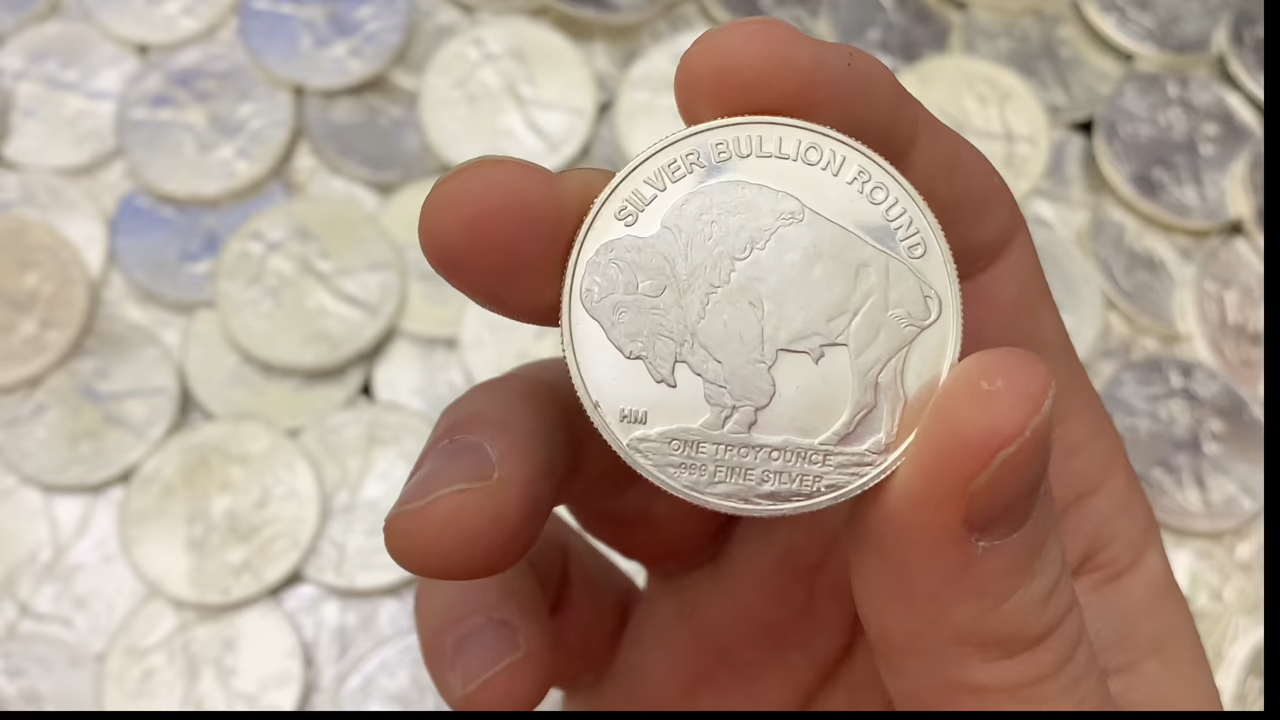 SILVER BULLION ROUND
HM
ONE TROY OUNCE
.999 FINE SILVER